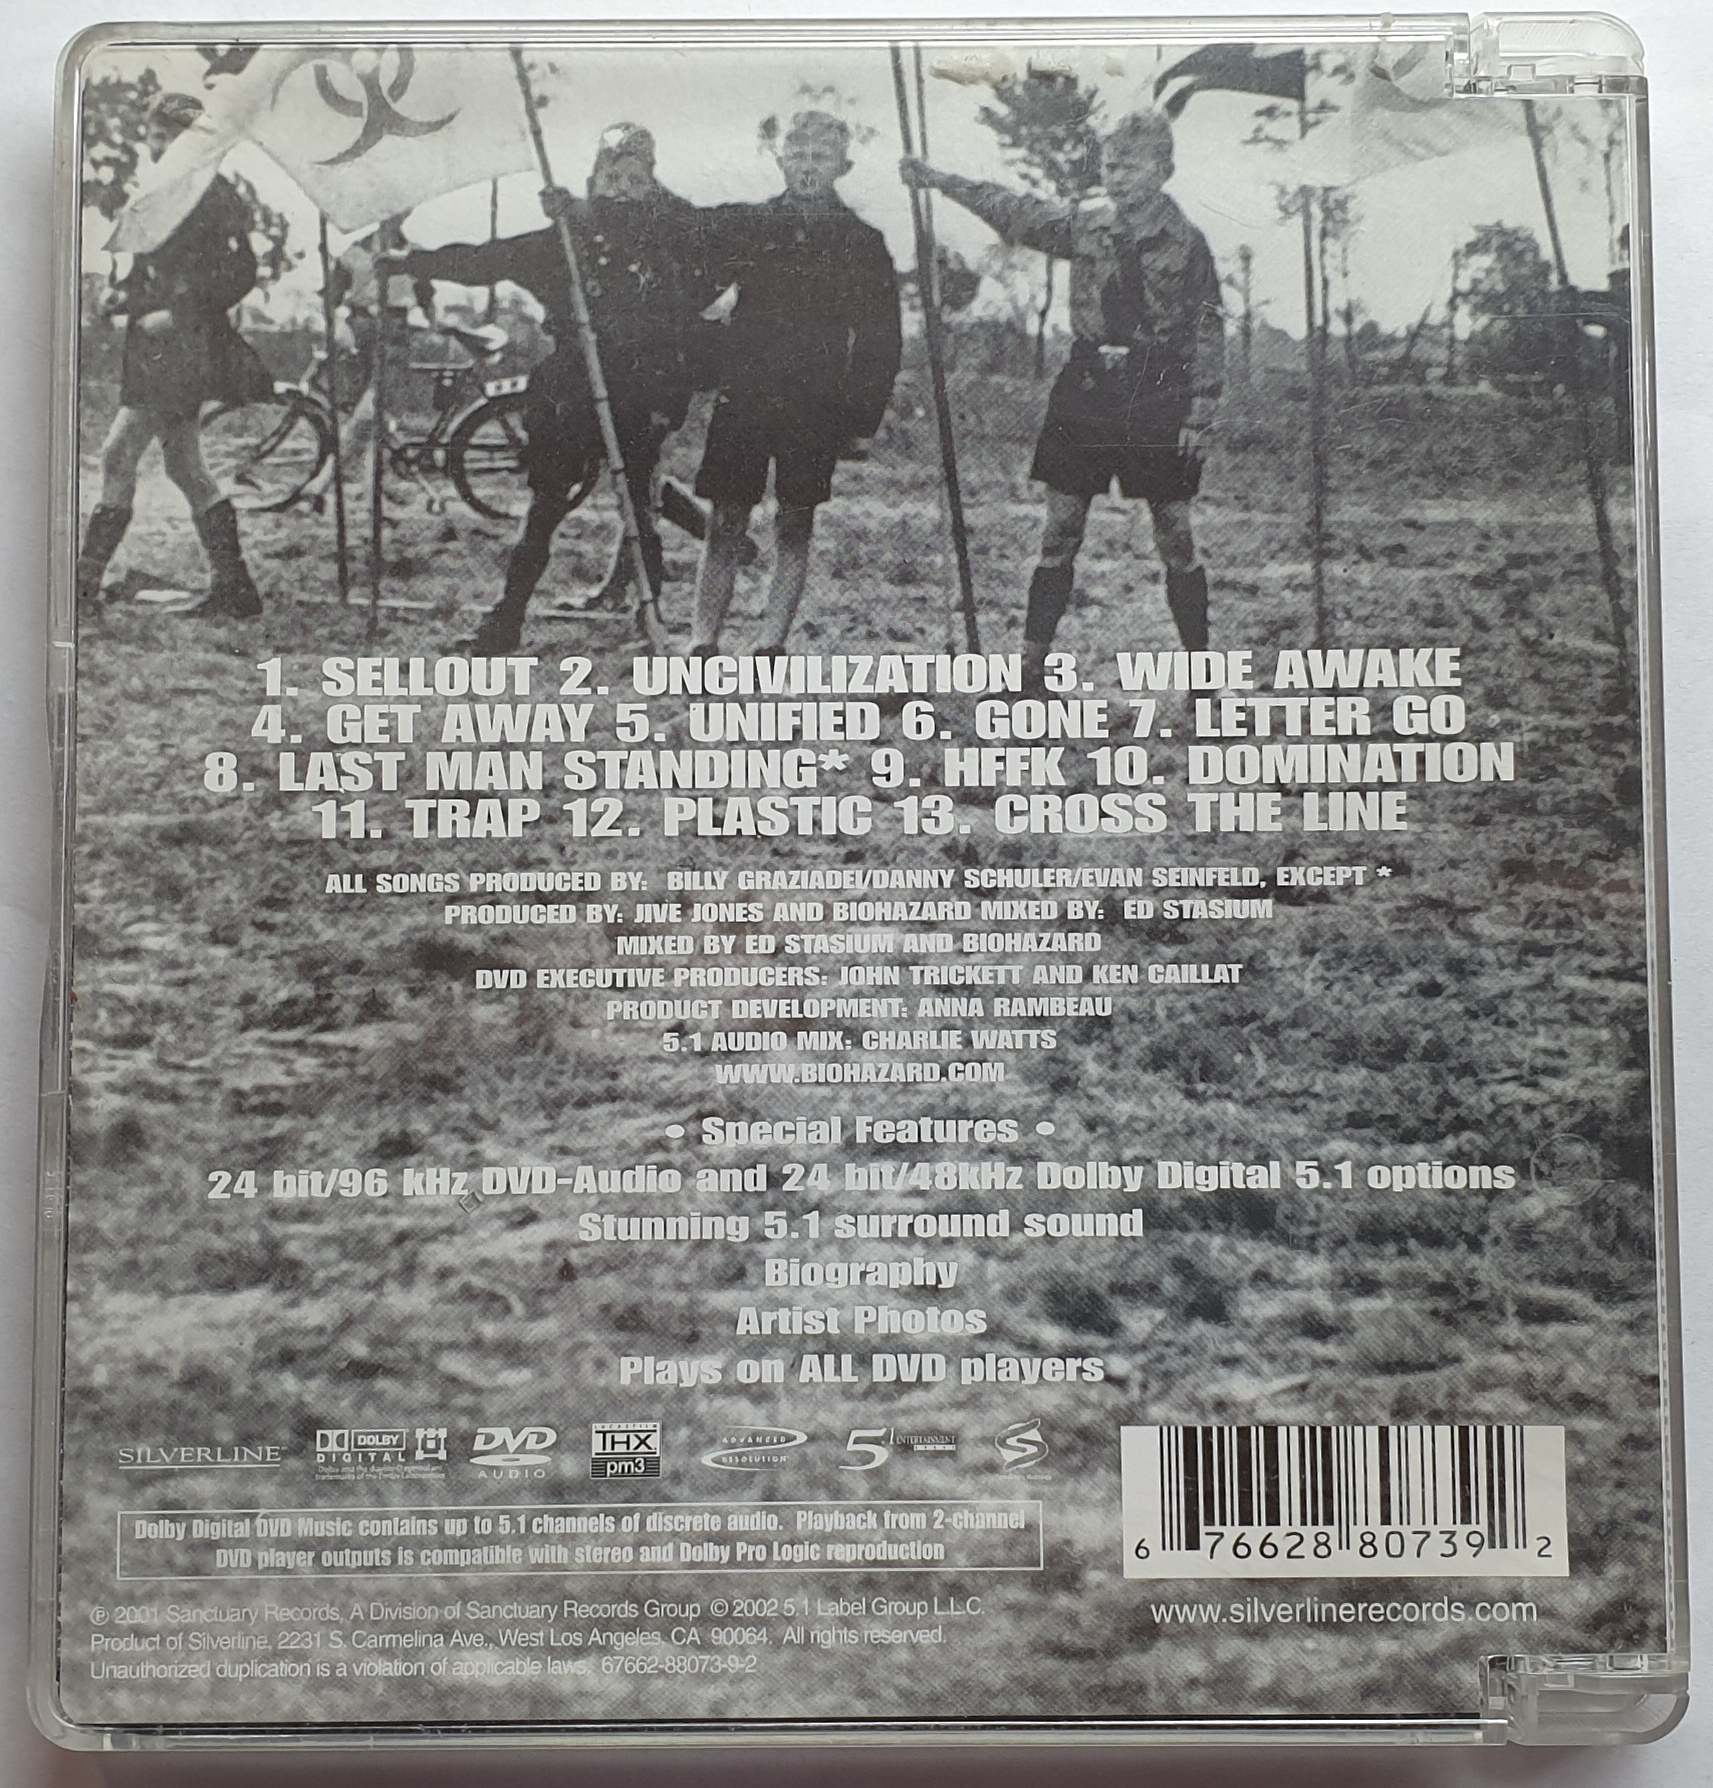 1. SELLOUT 2. UNCIVILIZATION 3. WIDE AWAKE
4. GET AWAY 5. UNIFIED 6. GONE 7. LETTER GO
8. LAST MAN STANDING* 9. HFFK 10. DOMINATION
11. TRAP 12. PLASTIC 13. CROSS THE LINE
ALL SONGS PRODUCED BY: BILLY GRAZIADEI/DANNY SCHULER/EVAN SEINFELD, EXCEPT *
PRODUCED BY: JIVE JONES AND BIOHAZARD MIXED BY: ED STASIUM
MIXED BY ED STASIUM AND BIOHAZARD
DVD EXECUTIVE PRODUCERS: JOHN TRICKETT AND KEN CAILLAT
PRODUCT DEVELOPMENT: ANNA RAMBEAU
5.1 AUDIO MIX: CHARLIE WATTS
WWW.BIOHAZARD.COM
• Special Features •
24 bit/96 kHz DVD-Audio and 24 bit/48kHz Dolby Digital 5.1 options
Stunning 5.1 surround sound
Biography
Artist Photos
Plays on ALL DVD players
SILVERLINE
DOLBY
DIGITAL
DVD
AUDIO
LUCASFILM
THX
pm3
ADVANCED
RESOLUTION
5.1 ENTERTAINMENT
6 76628 80739 2
Dolby Digital DVD Music contains up to 5.1 channels of discrete audio. Playback from 2-channel
DVD player outputs is compatible with stereo and Dolby Pro Logic reproduction
℗ 2001 Sanctuary Records, A Division of Sanctuary Records Group © 2002 5.1 Label Group L.L.C.
Product of Silverline, 2231 S. Carmelina Ave., West Los Angeles, CA 90064. All rights reserved.
Unauthorized duplication is a violation of applicable laws. 67662-88073-9-2
www.silverlinerecords.com